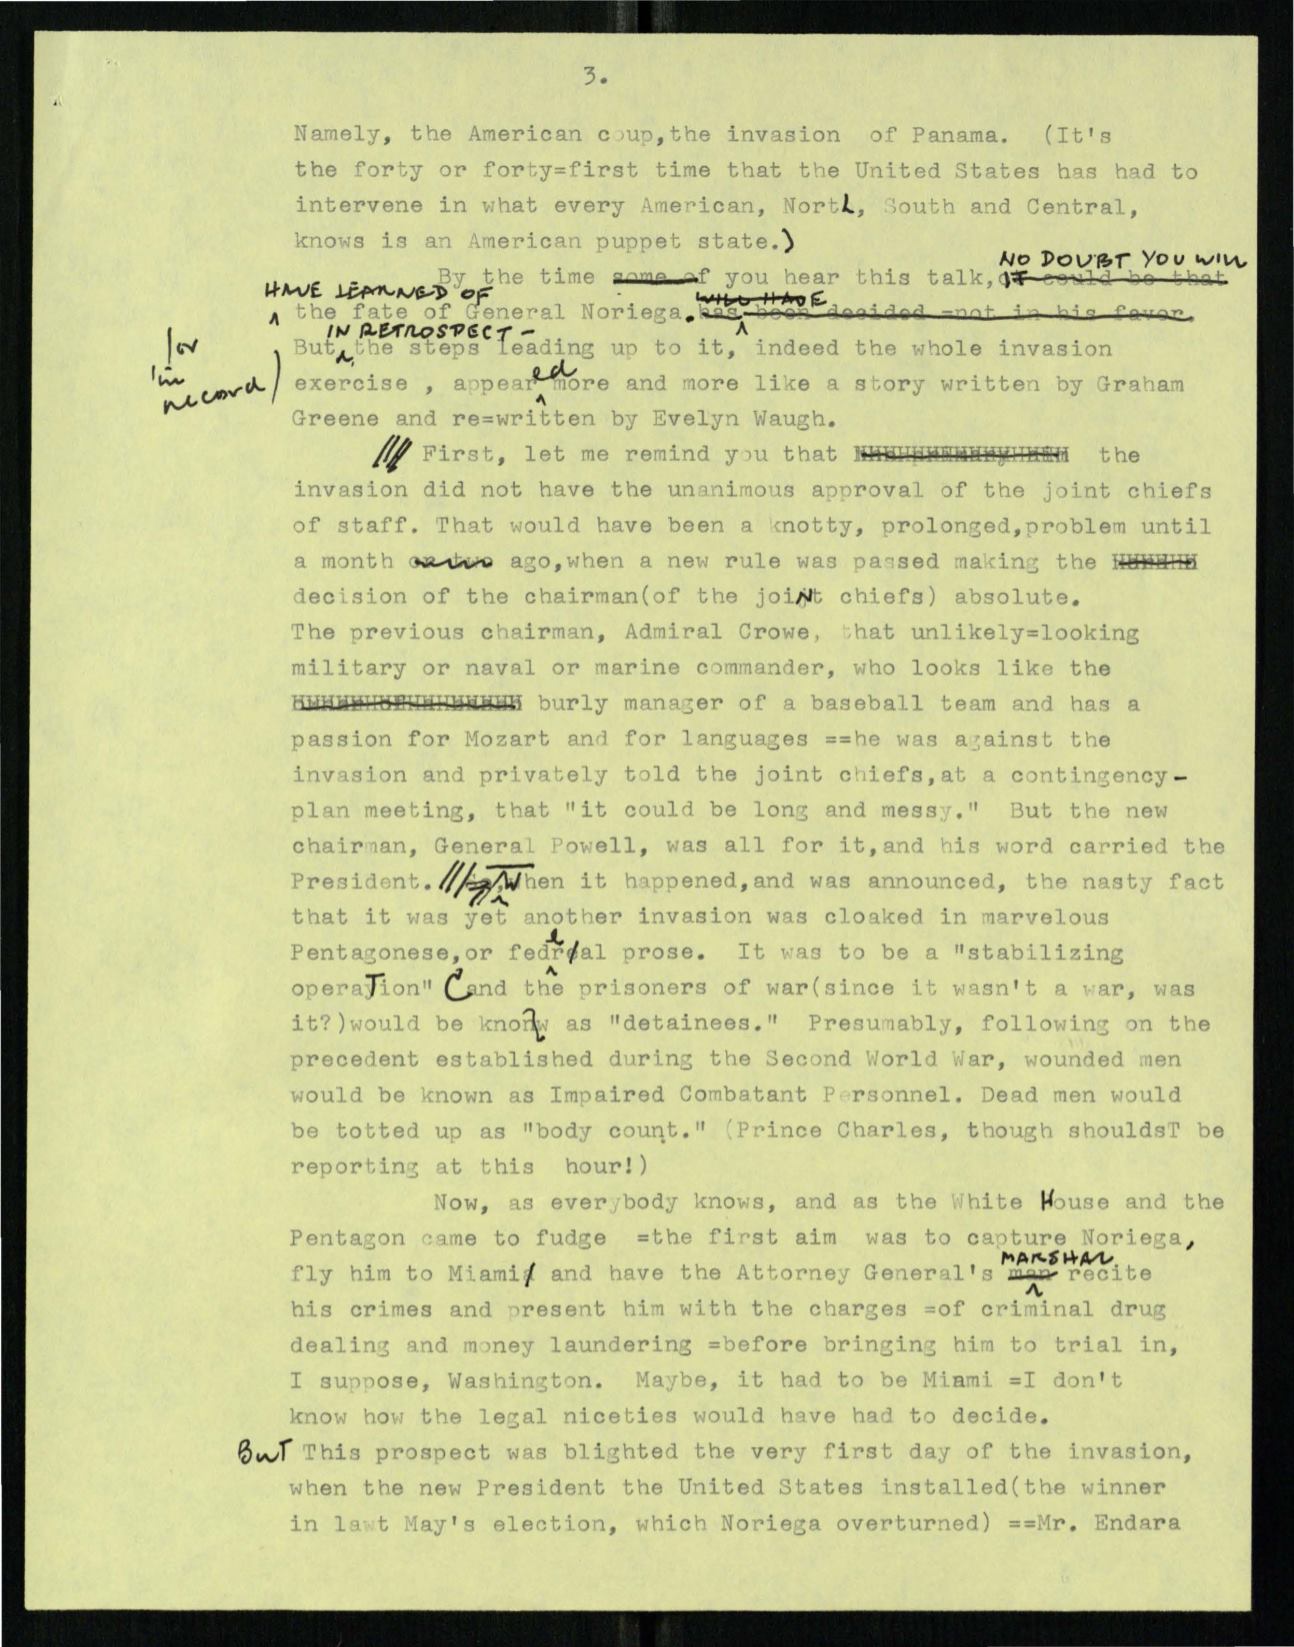 3.
Namely, the American coup,the invasion of Panama. (It's
the forty or forty=first time that the United States has had to
intervene in what every American, North, South and Central,
knows is an American puppet state.)
NO DOUBT YOU WILL
By the time some of you hear this talk, it could be that
HAVE LEARNED OF
WILL HAVE
the fate of General Noriega. has been decided =not in his favor.
IN RETROSPECT -
But, the steps leading up to it, indeed the whole invasion
/or
'in
record)
ed
exercise , appear more and more like a story written by Graham
Greene and re=written by Evelyn Waugh.
/// First, let me remind you that the
invasion did not have the unanimous approval of the joint chiefs
of staff. That would have been a knotty, prolonged,problem until
a month or two ago,when a new rule was passed making the
decision of the chairman(of the joiNt chiefs) absolute.
The previous chairman, Admiral Crowe, that unlikely=looking
military or naval or marine commander, who looks like the
burly manager of a baseball team and has a
passion for Mozart and for languages ==he was against the
invasion and privately told the joint chiefs,at a contingency-
plan meeting, that "it could be long and messy." But the new
chairman, General Powell, was all for it,and his word carried the
President. /// When it happened,and was announced, the nasty fact
that it was yet another invasion was cloaked in marvelous
e
Pentagonese,or fedreal prose. It was to be a "stabilizing
operaTion" Cand the prisoners of war(since it wasn't a war, was
it?)would be known as "detainees." Presumably, following on the
precedent established during the Second World War, wounded men
would be known as Impaired Combatant Personnel. Dead men would
be totted up as "body count." (Prince Charles, though shouldsT be
reporting at this hour!)
Now, as everybody knows, and as the White House and the
Pentagon came to fudge =the first aim was to capture Noriega,
MARSHAL
fly him to Miami/ and have the Attorney General's man recite
his crimes and present him with the charges =of criminal drug
dealing and money laundering =before bringing him to trial in,
I suppose, Washington. Maybe, it had to be Miami =I don't
know how the legal niceties would have had to decide.
BuT This prospect was blighted the very first day of the invasion,
when the new President the United States installed(the winner
in lawt May's election, which Noriega overturned) ==Mr. Endara